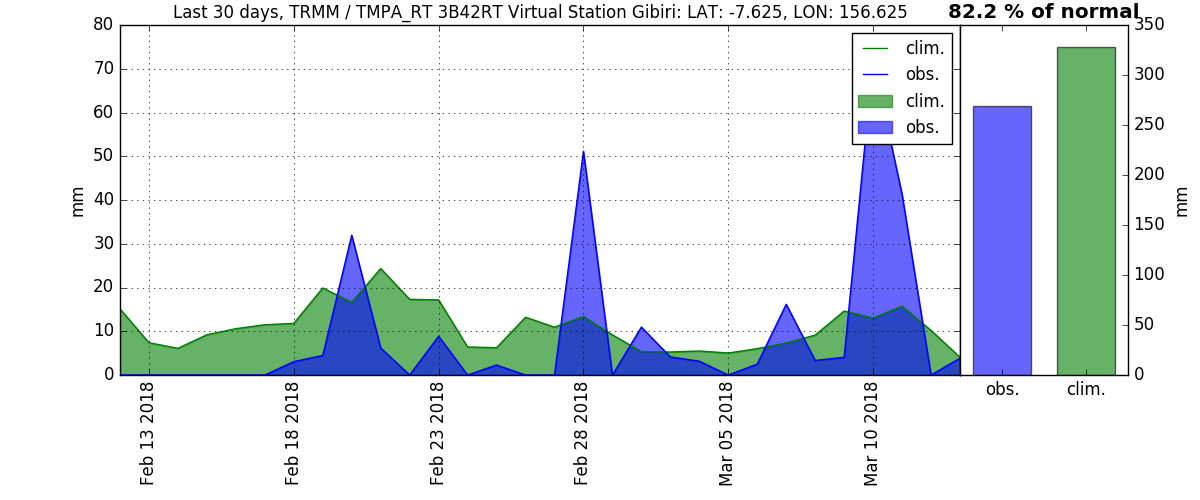 Last 30 days, TRMM / TMPA_RT 3B42RT Virtual Station Gibiri: LAT: -7.625, LON: 156.625
82.2 % of normal
80
70
60
50
40
30
20
10
0
mm
clim.
obs.
clim.
obs.
Feb 13 2018
Feb 18 2018
Feb 23 2018
Feb 28 2018
Mar 05 2018
Mar 10 2018
350
300
250
200
150
100
50
0
mm
obs.
clim.